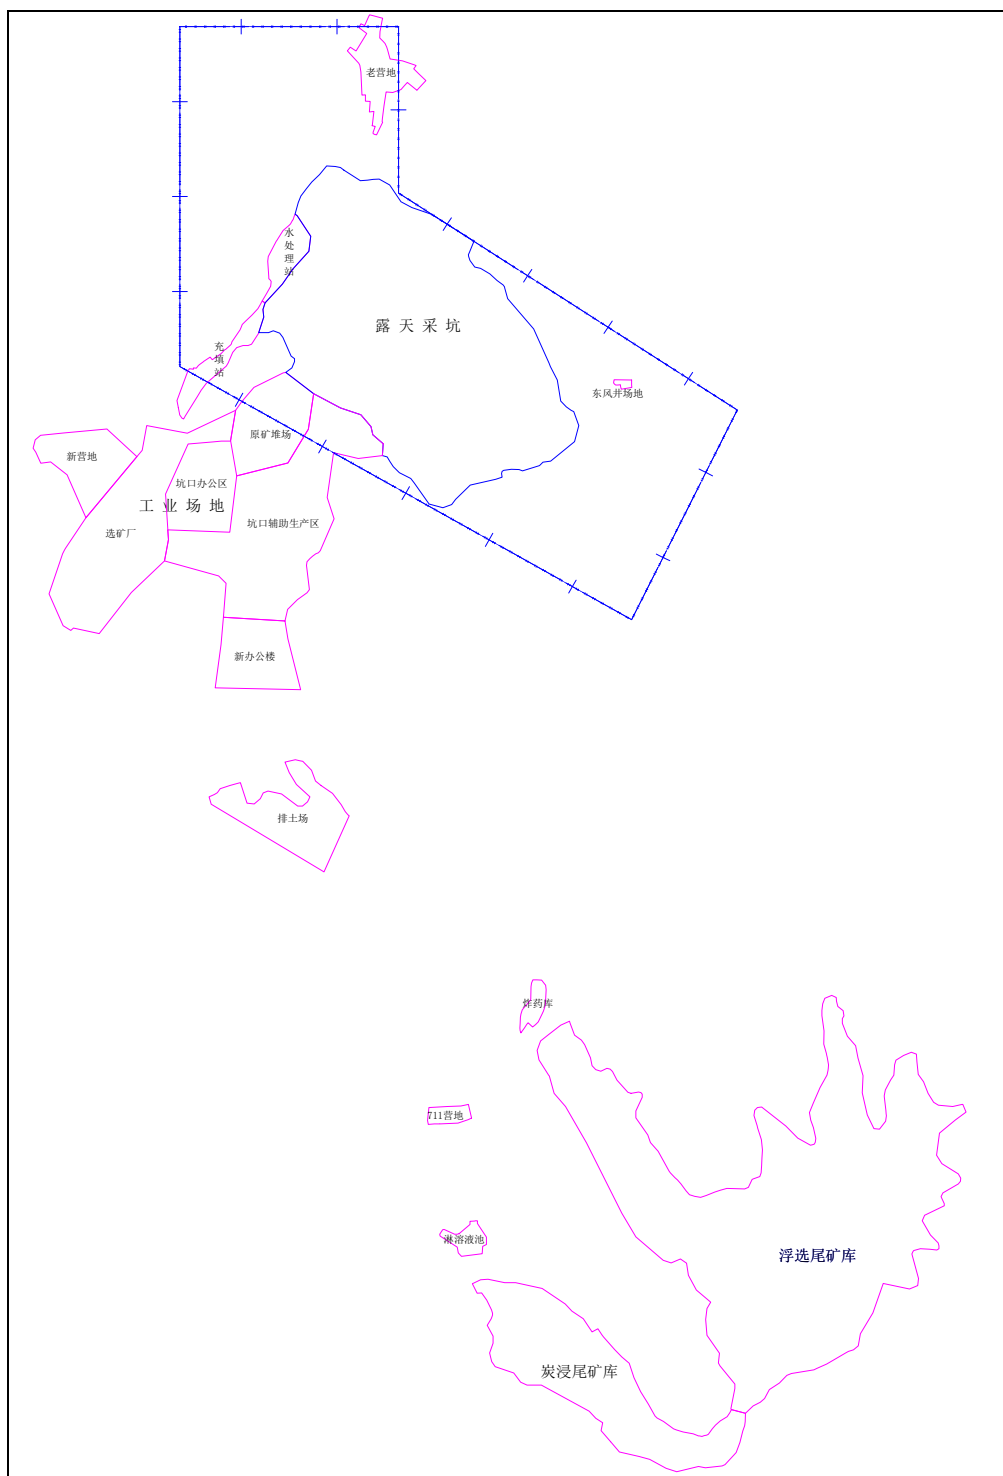 老营地
水处理站
露天采坑
充填站
东风井场地
原矿堆场
新营地
坑口办公区
工业场地
坑口辅助生产区
选矿厂
新办公楼
排土场
炸药库
711营地
淋溶液池
浮选尾矿库
炭浸尾矿库